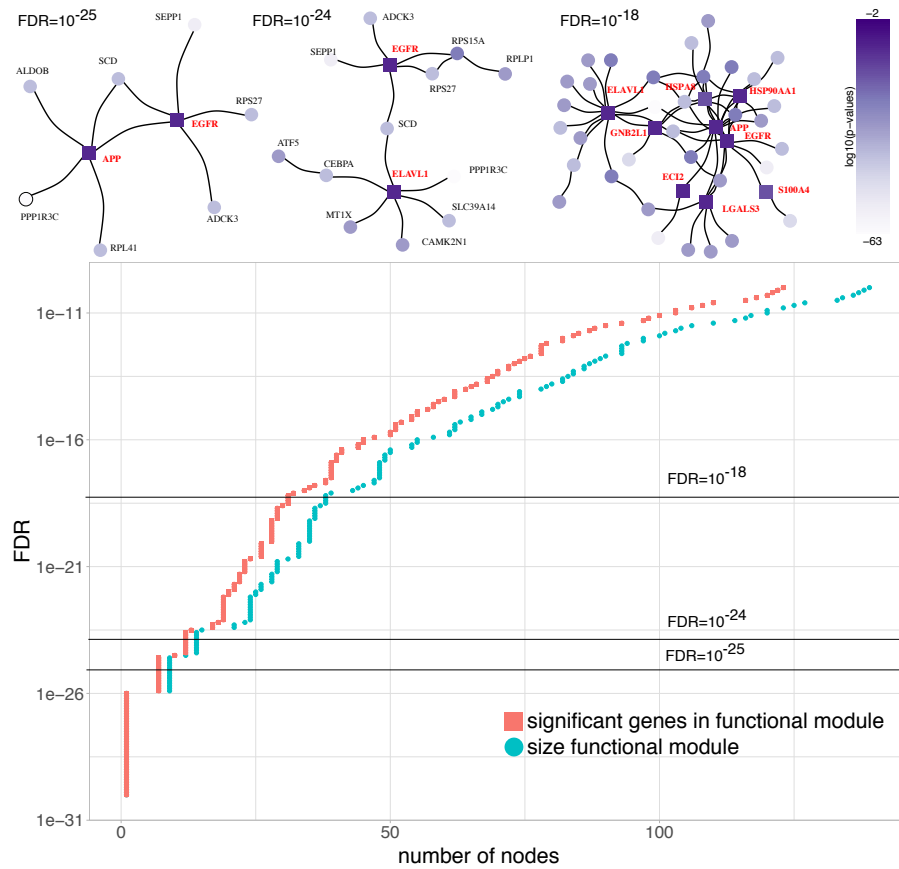 FDR=10^-25
SEPP1
ALDOB
SCD
RPS27
EGFR
APP
PPP1R3C
ADCK3
RPL41
FDR=10^-24
ADCK3
SEPP1
EGFR
RPS15A
RPLP1
RPS27
SCD
ATF5
CEBPA
PPP1R3C
ELAVL1
SLC39A14
MT1X
CAMK2N1
FDR=10^-18
ELAVL1
HSPA8
HSP90AA1
GNB2L1
APP
EGFR
ECI2
S100A4
LGALS3
−2
log10(p−values)
−63
1e−11
1e−16
1e−21
1e−26
1e−31
FDR
FDR=10^-18
FDR=10^-24
FDR=10^-25
significant genes in functional module
size functional module
0
50
100
number of nodes